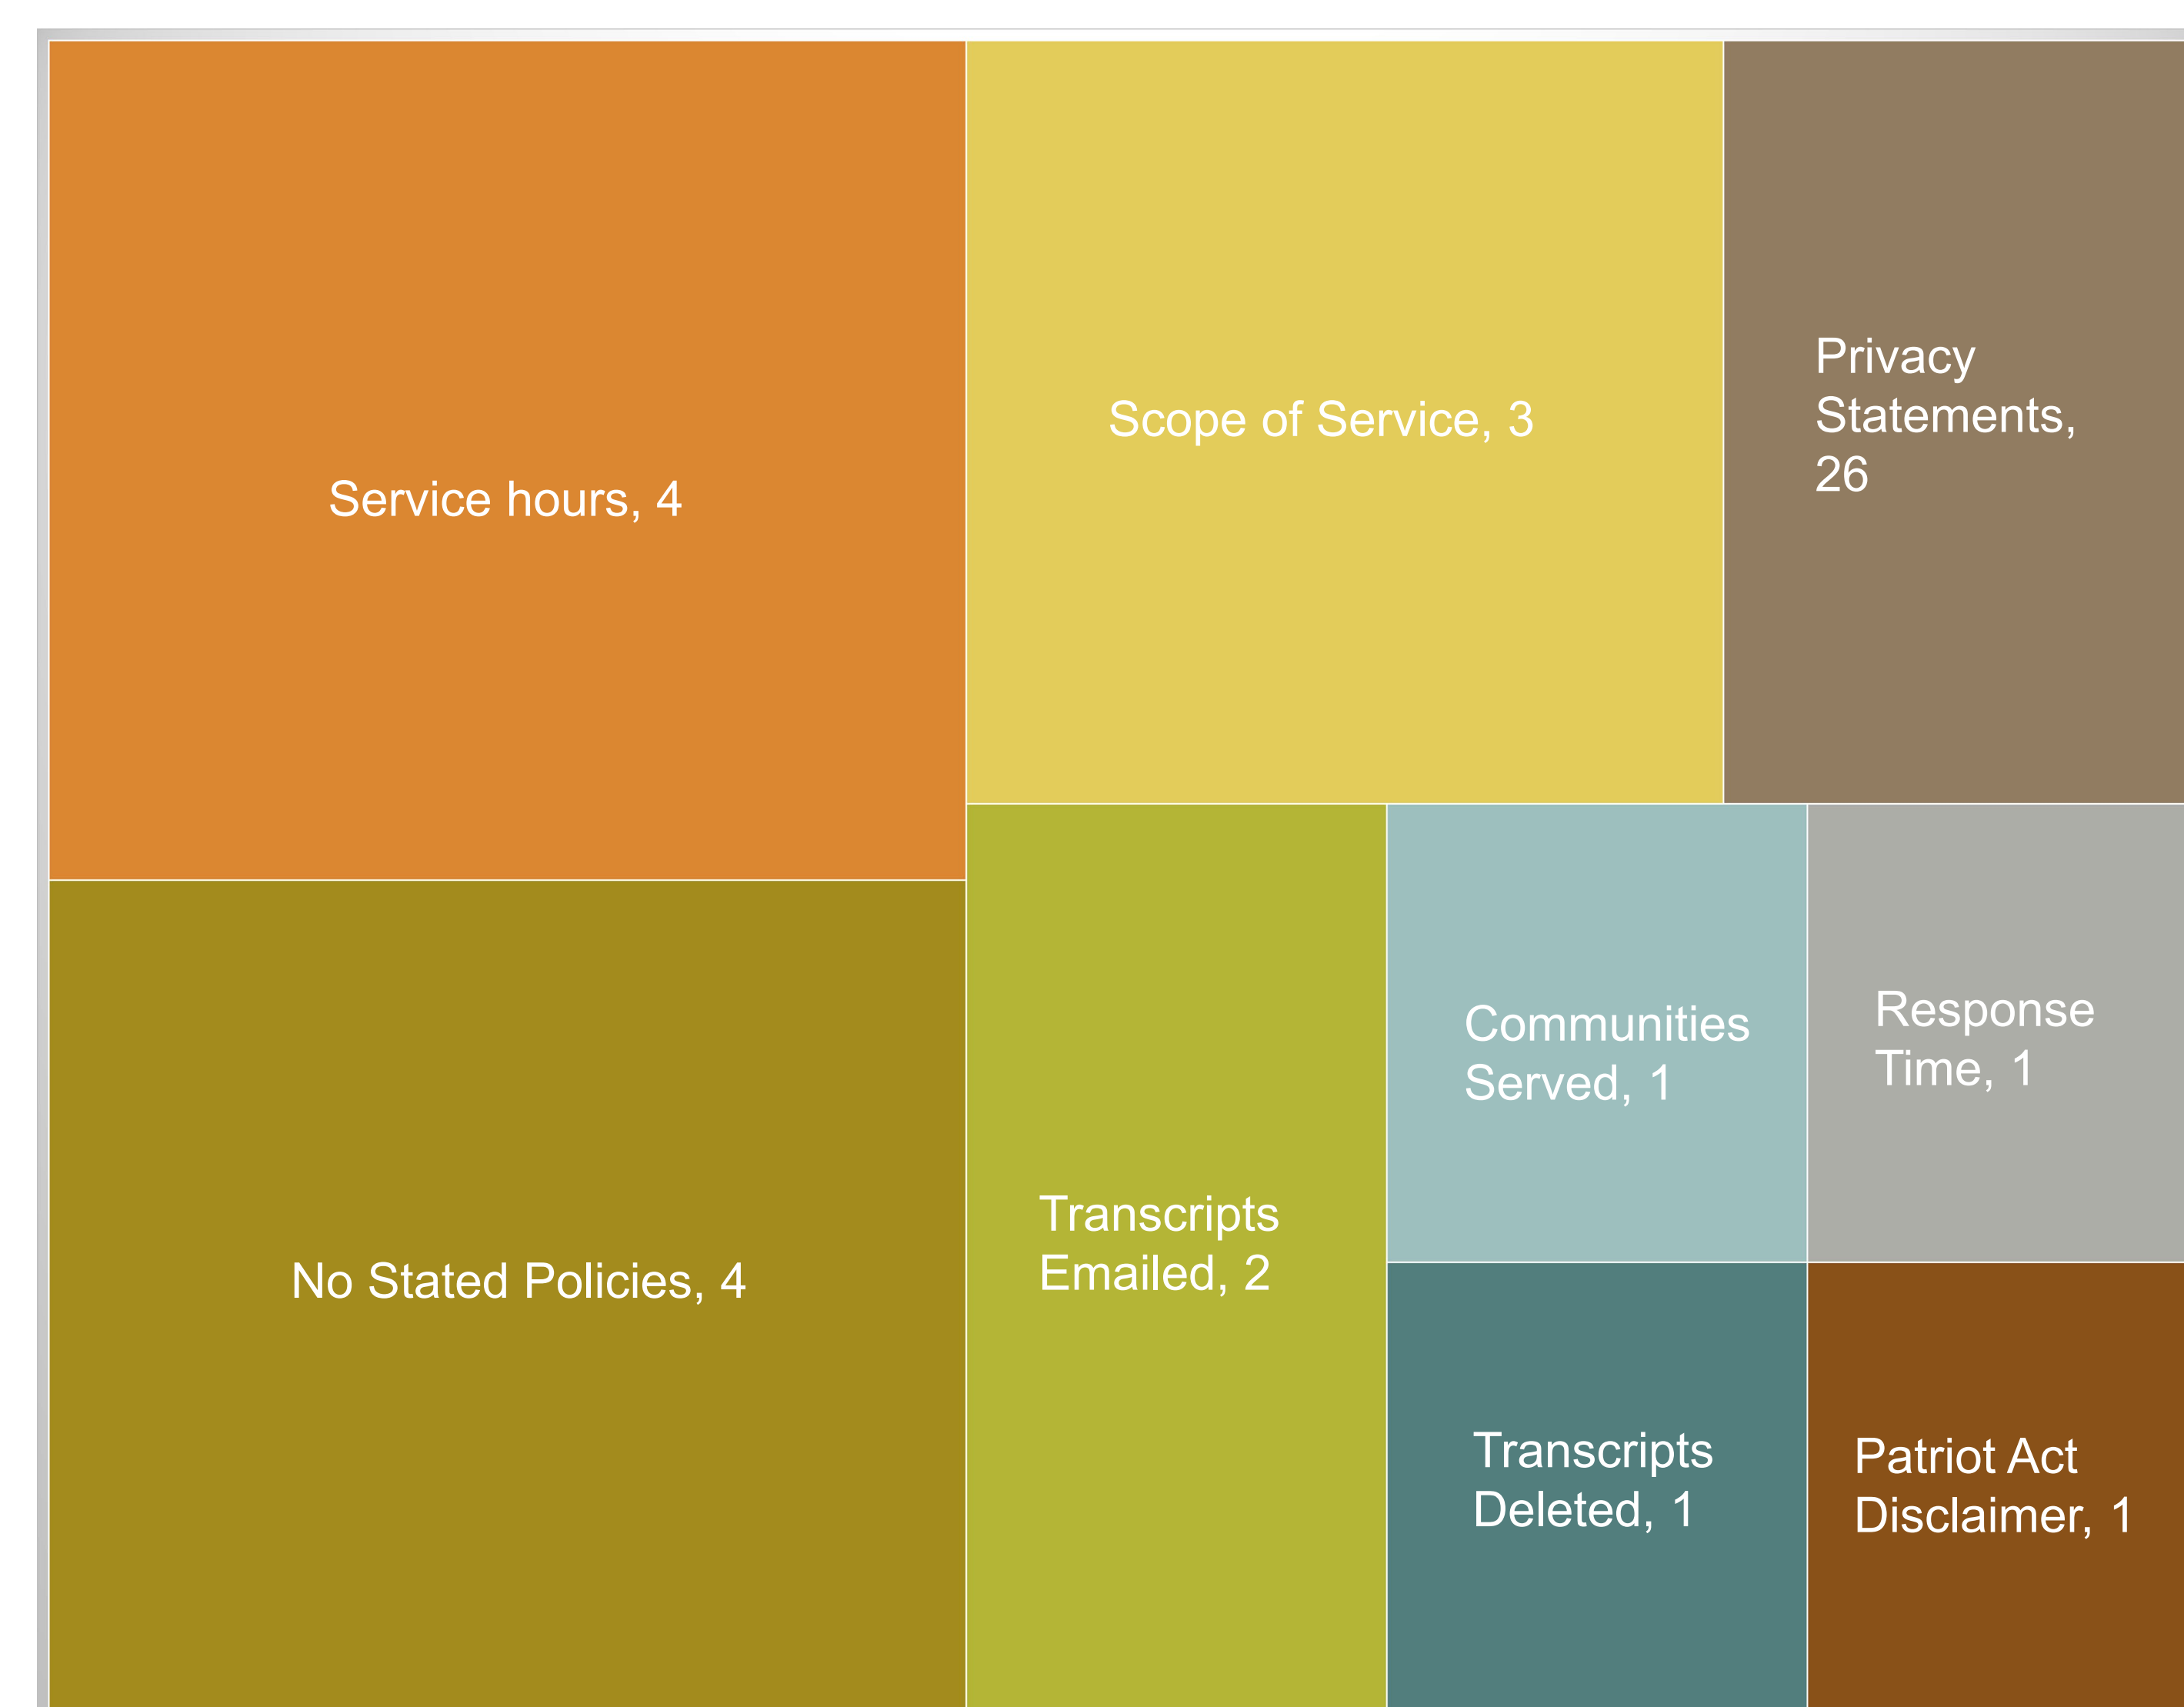 Service hours, 4
Scope of Service, 3
Privacy
Statements,
26
No Statd Policies, 4
Transcripts
Emailed, 2
Communities
Served, 1
Response
Time, 1
Transcripts
Deleted, 1
Patriot Act
Disclaimer, 1